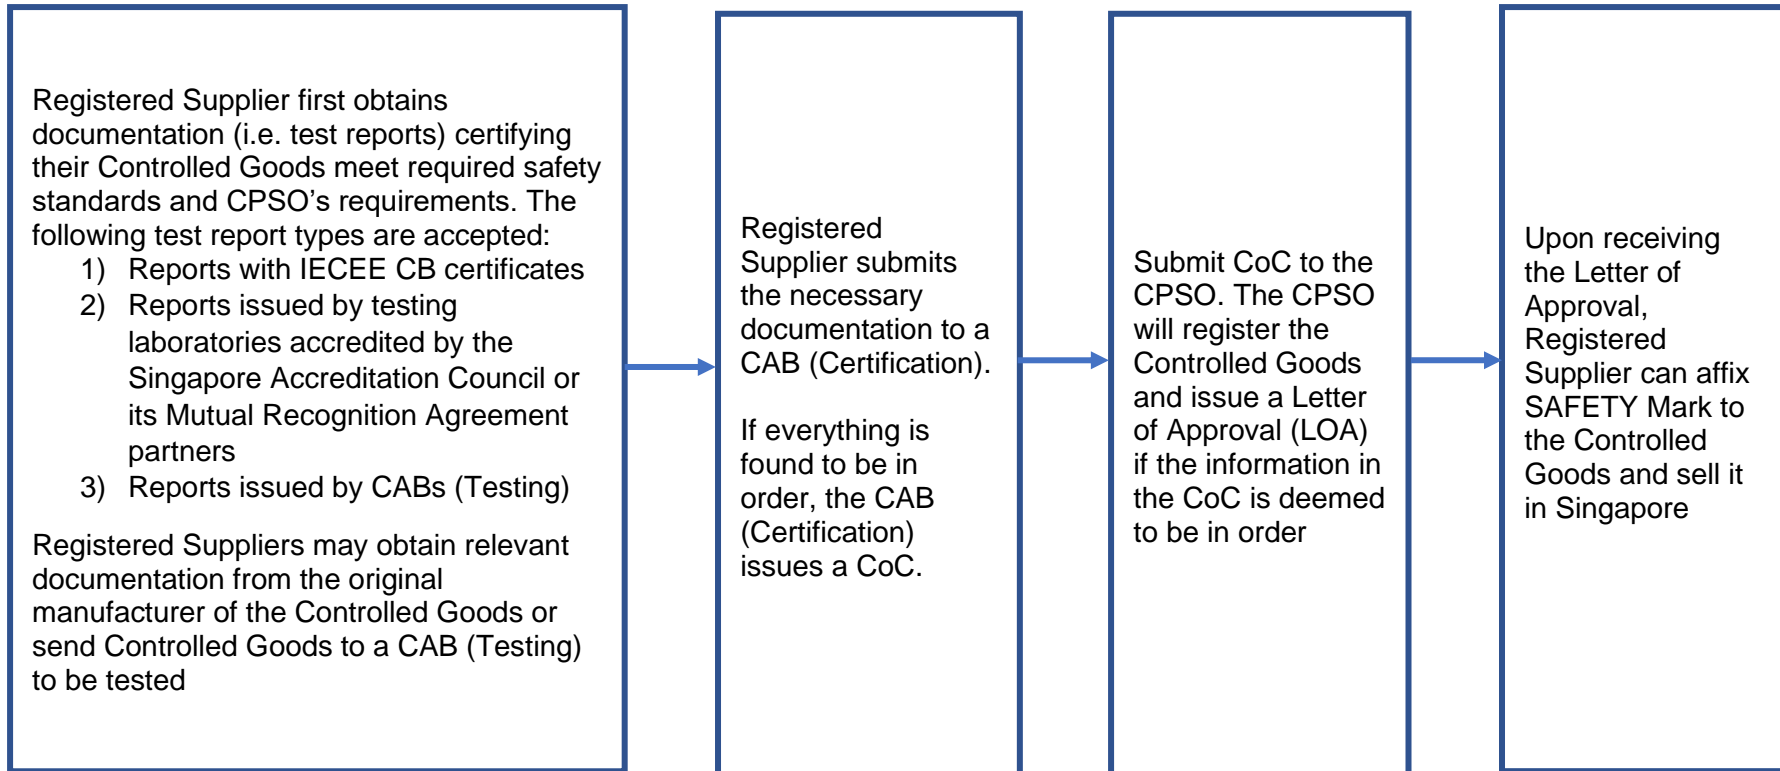 Registered Supplier first obtains
documentation (i.e. test reports) certifying
their Controlled Goods meet required safety
standards and CPSO’s requirements. The
following test report types are accepted:
1) Reports with IECEE CB certificates
2) Reports issued by testing
laboratories accredited by the
Singapore Accreditation Council or
its Mutual Recognition Agreement
partners
3) Reports issued by CABs (Testing)
Registered Suppliers may obtain relevant
documentation from the original
manufacturer of the Controlled Goods or
send Controlled Goods to a CAB (Testing)
to be tested
Registered
Supplier submits
the necessary
documentation to a
CAB (Certification).
If everything is
found to be in
order, the CAB
(Certification)
issues a CoC.
Submit CoC to the
CPSO. The CPSO
will register the
Controlled Goods
and issue a Letter
of Approval (LOA)
if the information in
the CoC is deemed
to be in order
Upon receiving
the Letter of
Approval,
Registered
Supplier can affix
SAFETY Mark to
the Controlled
Goods and sell it
in Singapore